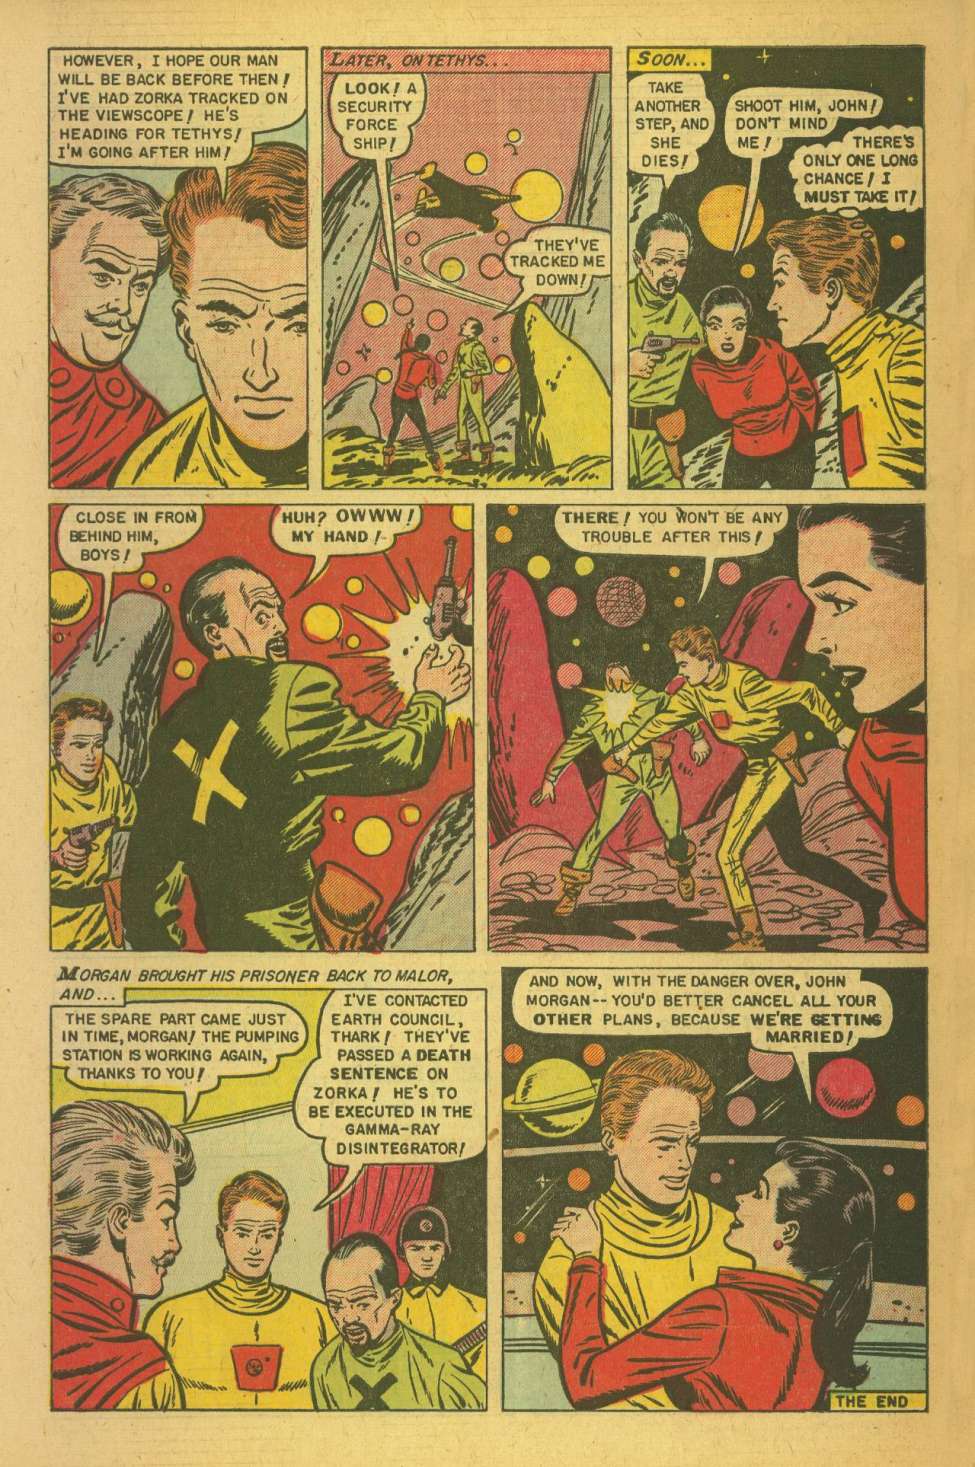 HOWEVER, I HOPE OUR MAN
WILL BE BACK BEFORE THEN!
I'VE HAD ZORKA TRACKED ON
THE VIEWSCOPE! HE'S
HEADING FOR TETHYS!
I'M GOING AFTER HIM!
LATER, ON TETHYS...
LOOK! A
SECURITY
FORCE
SHIP!
THEY'VE
TRACKED ME
DOWN!
SOON...
TAKE
ANOTHER
STEP, AND
SHE
DIES!
SHOOT HIM, JOHN!
DON'T MIND
ME!
THERE'S
ONLY ONE LONG
CHANCE! I
MUST TAKE IT!
CLOSE IN FROM
BEHIND HIM,
BOYS!
HUH? OWWW!
MY HAND!
THERE! YOU WON'T BE ANY
TROUBLE AFTER THIS!
MORGAN BROUGHT HIS PRISONER BACK TO MALOR,
AND...
THE SPARE PART CAME JUST
IN TIME, MORGAN! THE PUMPING
STATION IS WORKING AGAIN,
THANKS TO YOU!
I'VE CONTACTED
EARTH COUNCIL,
THARK! THEY'VE
PASSED A DEATH
SENTENCE ON
ZORKA! HE'S TO
BE EXECUTED IN THE
GAMMA-RAY
DISINTEGRATOR!
AND NOW, WITH THE DANGER OVER, JOHN
MORGAN-- YOU'D BETTER CANCEL ALL YOUR
OTHER PLANS, BECAUSE WE'RE GETTING
MARRIED!
THE END